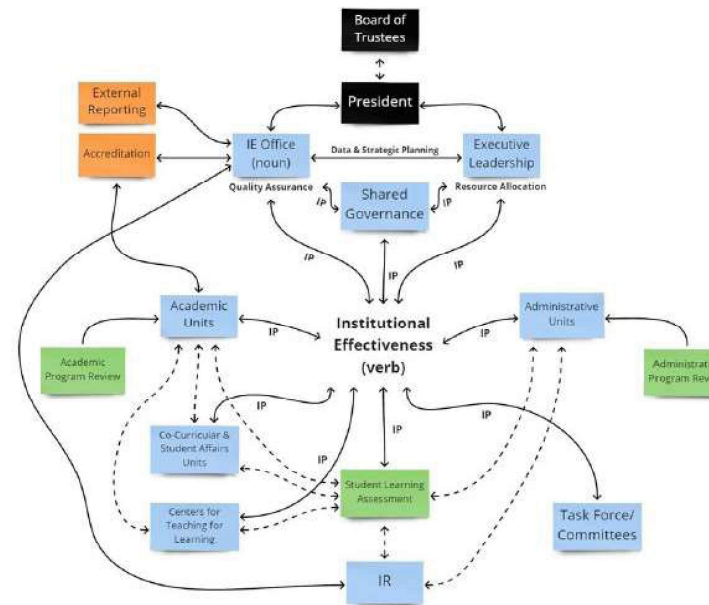 Board of
Trustees
President
External
Reporting
Accreditation
IE Office
(noun)
Data & Strategic Planning
Executive
Leadership
Quality Assurance
Resource Allocation
Shared
Governance
IP
IP
IP
IP
IP
Academic
Units
Institutional
Effectiveness
(verb)
Administrative
Units
IP
IP
Academic
Program Review
Administrati
Program Rev
IP
IP
IP
IP
Co-Curricular &
Student Affairs
Units
Student Learning
Assessment
Centers for
Teaching for
Learning
Task Force/
Committees
IR